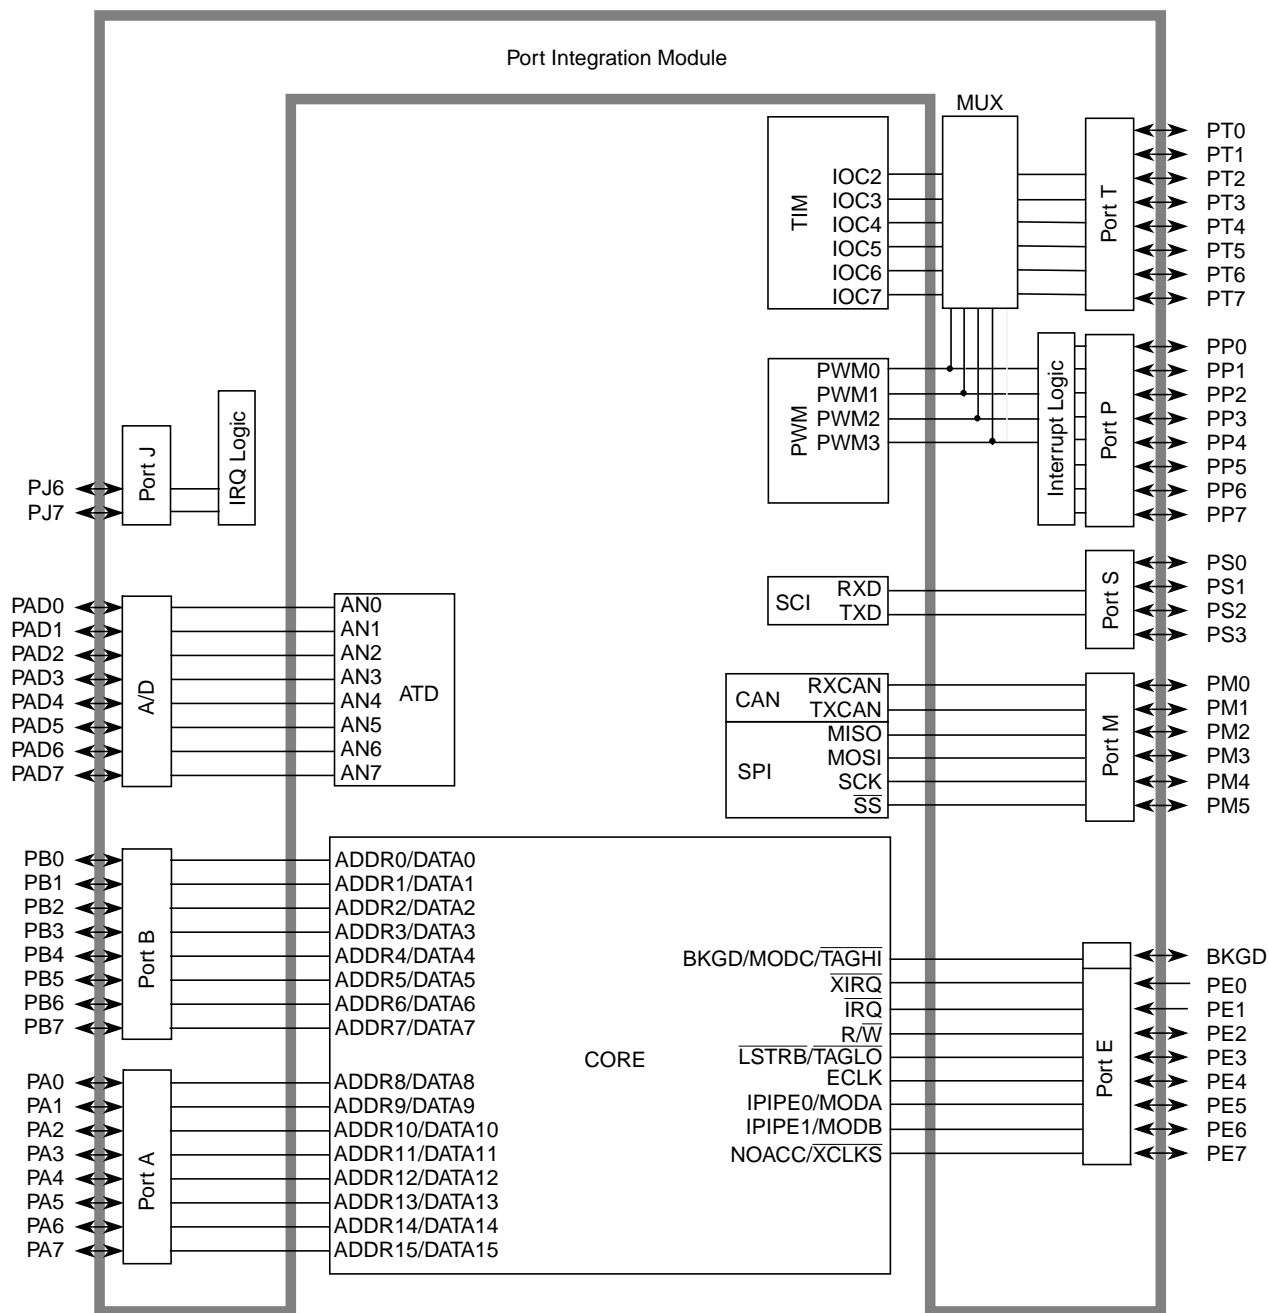 Port Integration Module
MUX
TIM
IOC2
IOC3
IOC4
IOC5
IOC6
IOC7
Port T
PT0
PT1
PT2
PT3
PT4
PT5
PT6
PT7
PWM
PWM0
PWM1
PWM2
PWM3
Interrupt Logic
Port P
PP0
PP1
PP2
PP3
PP4
PP5
PP6
PP7
PJ6
PJ7
Port J
IRQ Logic
SCI
RXD
TXD
Port S
PS0
PS1
PS2
PS3
PAD0
PAD1
PAD2
PAD3
PAD4
PAD5
PAD6
PAD7
A/D
AN0
AN1
AN2
AN3
AN4
AN5
AN6
AN7
ATD
CAN
RXCAN
TXCAN
SPI
MISO
MOSI
SCK
S̅S̅
Port M
PM0
PM1
PM2
PM3
PM4
PM5
PB0
PB1
PB2
PB3
PB4
PB5
PB6
PB7
Port B
ADDR0/DATA0
ADDR1/DATA1
ADDR2/DATA2
ADDR3/DATA3
ADDR4/DATA4
ADDR5/DATA5
ADDR6/DATA6
ADDR7/DATA7
PA0
PA1
PA2
PA3
PA4
PA5
PA6
PA7
Port A
ADDR8/DATA8
ADDR9/DATA9
ADDR10/DATA10
ADDR11/DATA11
ADDR12/DATA12
ADDR13/DATA13
ADDR14/DATA14
ADDR15/DATA15
CORE
BKGD/MODC/T̅A̅G̅H̅I̅
X̅I̅R̅Q̅
I̅R̅Q̅
R/W̅
L̅S̅T̅R̅B̅/T̅A̅G̅L̅O̅
ECLK
IPIPE0/MODA
IPIPE1/MODB
NOACC/X̅C̅L̅K̅S̅
Port E
BKGD
PE0
PE1
PE2
PE3
PE4
PE5
PE6
PE7